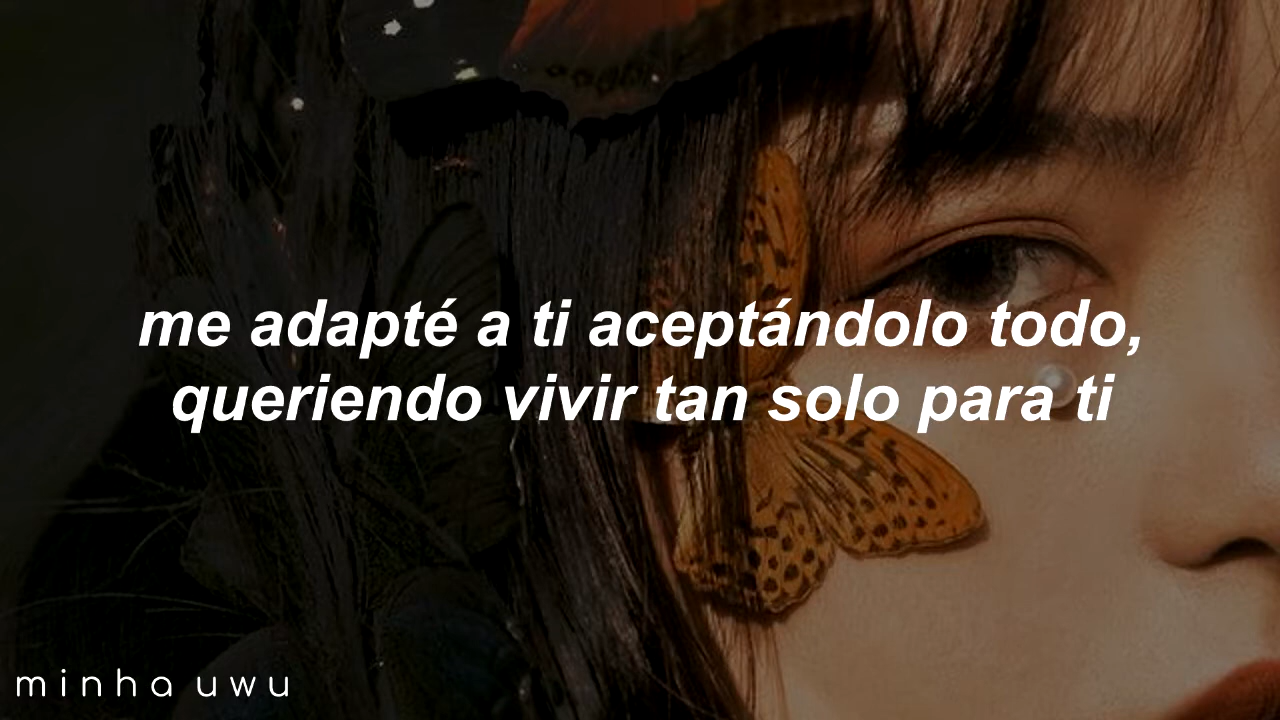 me adapté a ti aceptándolo todo,
queriendo vivir tan solo para ti
minha uwu